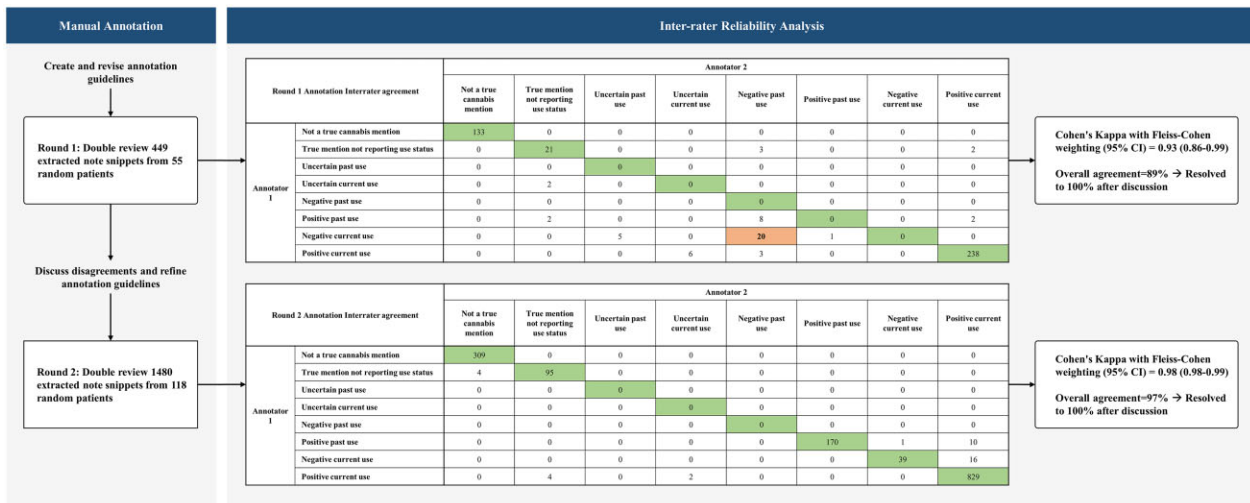 Manual Annotation
Inter-rater Reliability Analysis
Create and revise annotation
guidelines
Round 1: Double review 449
extracted note snippets from 55
random patients
Discuss disagreements and refine
annotation guidelines
Round 2: Double review 1480
extracted note snippets from 118
random patients
Round 1 Annotation Interrater agreement
Annotator 2
Not a true
cannabis
mention
True mention
not reporting
use status
Uncertain past
use
Uncertain
current use
Negative past
use
Positive past use
Negative
current use
Positive current
use
Annotator
1
Not a true cannabis mention 133 0 0 0 0 0 0 0
True mention not reporting use status 0 21 0 0 3 0 0 2
Uncertain past use 0 0 0 0 0 0 0 0
Uncertain current use 0 2 0 0 0 0 0 0
Negative past use 0 0 0 0 0 0 0 0
Positive past use 0 2 0 0 8 0 0 2
Negative current use 0 0 5 0 20 1 0 0
Positive current use 0 0 0 6 3 0 0 238
Cohen's Kappa with Fleiss-Cohen
weighting (95% CI) = 0.93 (0.86-0.99)
Overall agreement=89% → Resolved
to 100% after discussion
Round 2 Annotation Interrater agreement
Annotator 2
Not a true
cannabis
mention
True mention
not reporting
use status
Uncertain past
use
Uncertain
current use
Negative past
use
Positive past use
Negative
current use
Positive current
use
Annotator
1
Not a true cannabis mention 309 0 0 0 0 0 0 0
True mention not reporting use status 4 95 0 0 0 0 0 0
Uncertain past use 0 0 0 0 0 0 0 0
Uncertain current use 0 0 0 0 0 0 0 0
Negative past use 0 0 0 0 0 0 0 0
Positive past use 0 0 0 0 0 170 1 10
Negative current use 0 0 0 0 0 0 39 16
Positive current use 0 4 0 2 0 0 0 829
Cohen's Kappa with Fleiss-Cohen
weighting (95% CI) = 0.98 (0.98-0.99)
Overall agreement=97% → Resolved
to 100% after discussion